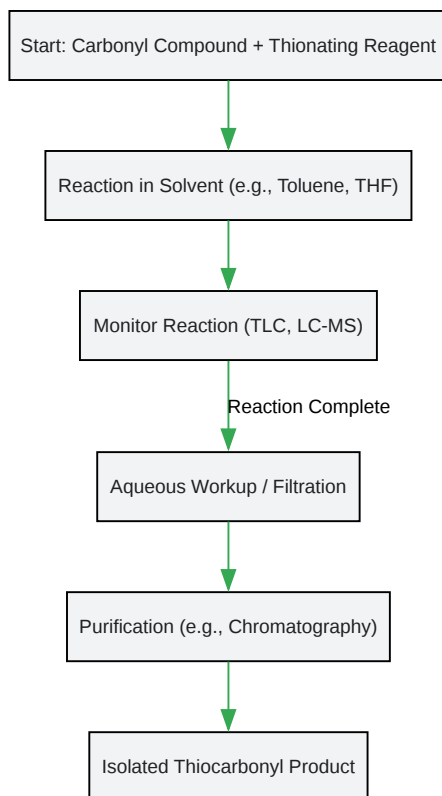 Start: Carbonyl Compound + Thionating Reagent
Reaction in Solvent (e.g., Toluene, THF)
Monitor Reaction (TLC, LC-MS)
Reaction Complete
Aqueous Workup / Filtration
Purification (e.g., Chromatography)
Isolated Thiocarbonyl Product